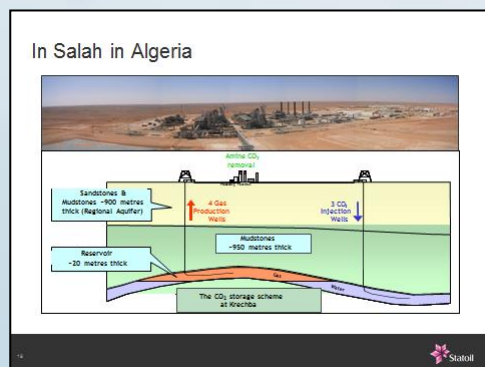 In Salah in Algeria
Amine CO2
removal
Sandstones &
Mudstones ~900 metres
thick (Regional Aquifer)
4 Gas
Production
Wells
3 CO2
Injection
Wells
Mudstones
~950 metres thick
Reservoir
~20 metres thick
Gas
Water
The CO2 storage scheme
at Krechba
Statoil